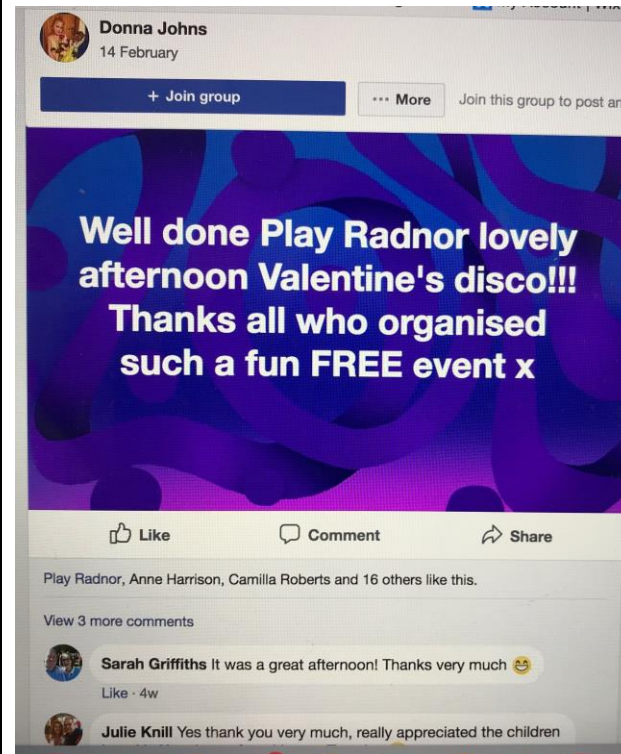 Donna Johns
14 February
+ Join group
••• More
Join this group to post
Well done Play Radnor lovely
afternoon Valentine's disco!!!
Thanks all who organised
such a fun FREE event x
Like
Comment
Share
Play Radnor, Anne Harrison, Camilla Roberts and 16 others like this.
View 3 more comments
Sarah Griffiths It was a great afternoon! Thanks very much 😁
Like · 4w
Julie Knill Yes thank you very much, really appreciated the children